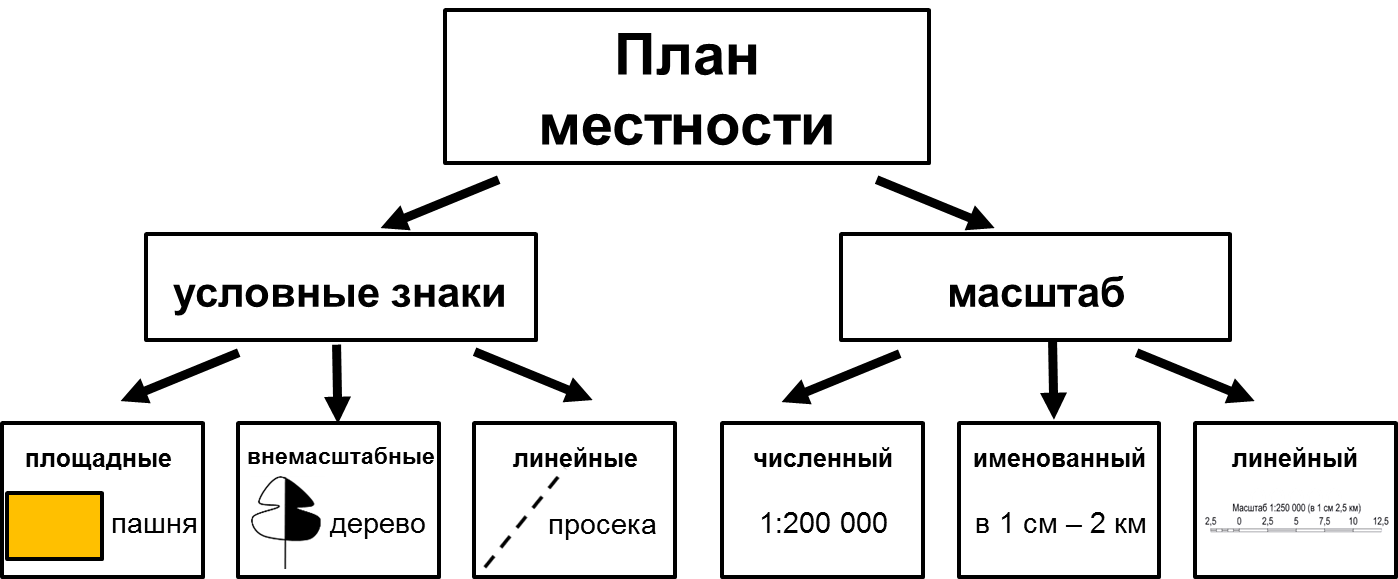 План
местности
условные знаки
масштаб
площадные
пашня
внемасштабные
дерево
линейные
просека
численный
1:200 000
именованный
в 1 см – 2 км
линейный
Масштаб 1:250 000 (в 1 см 2,5 км)
2,5 0 2,5 5 7,5 10 12,5